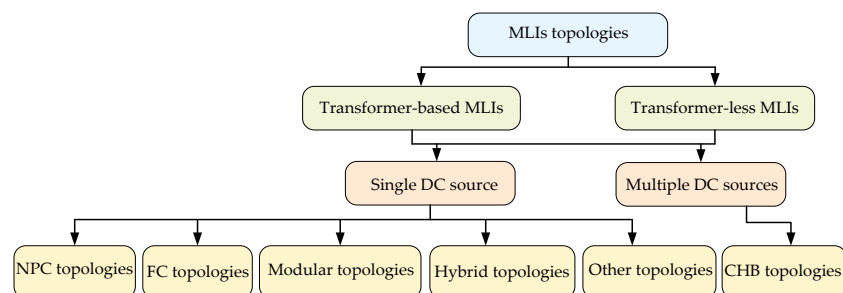 MLIs topologies
Transformer-based MLIs
Transformer-less MLIs
Single DC source
Multiple DC sources
NPC topologies
FC topologies
Modular topologies
Hybrid topologies
Other topologies
CHB topologies